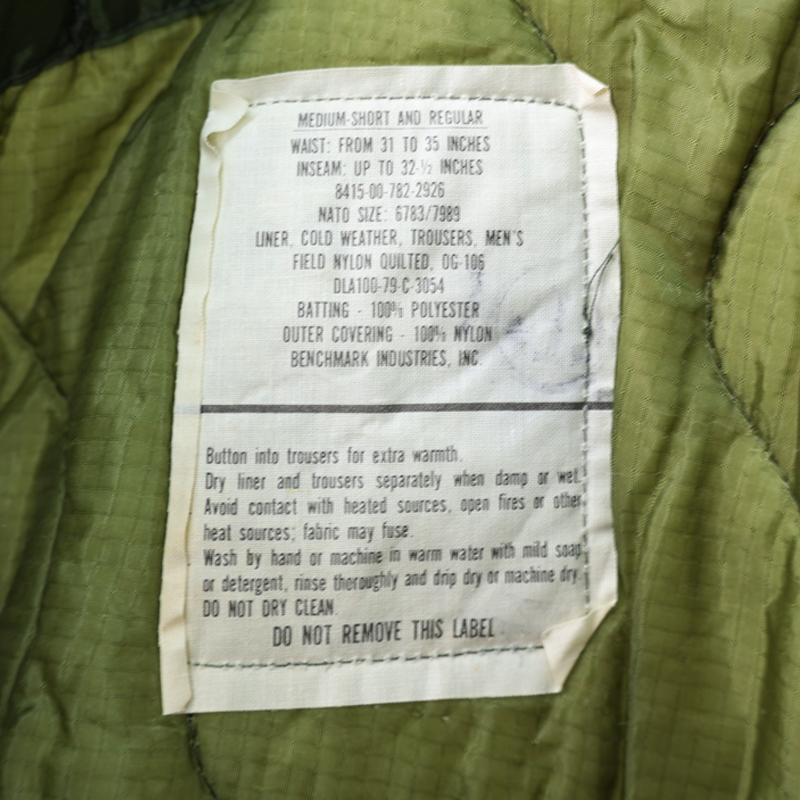 MEDIUM-SHORT AND REGULAR
WAIST: FROM 31 TO 35 INCHES
INSEAM: UP TO 32-½ INCHES
8415-00-782-2926
NATO SIZE: 6783/7989
LINER, COLD WEATHER, TROUSERS, MEN'S
FIELD NYLON QUILTED, OG-106
DLA100-79-C-3054
BATTING - 100% POLYESTER
OUTER COVERING - 100% NYLON
BENCHMARK INDUSTRIES, INC.
Button into trousers for extra warmth.
Dry liner and trousers separately when damp or wet.
Avoid contact with heated sources, open fires or other
heat sources; fabric may fuse.
Wash by hand or machine in warm water with mild soap
or detergent, rinse thoroughly and drip dry or machine dry.
DO NOT DRY CLEAN.
DO NOT REMOVE THIS LABEL